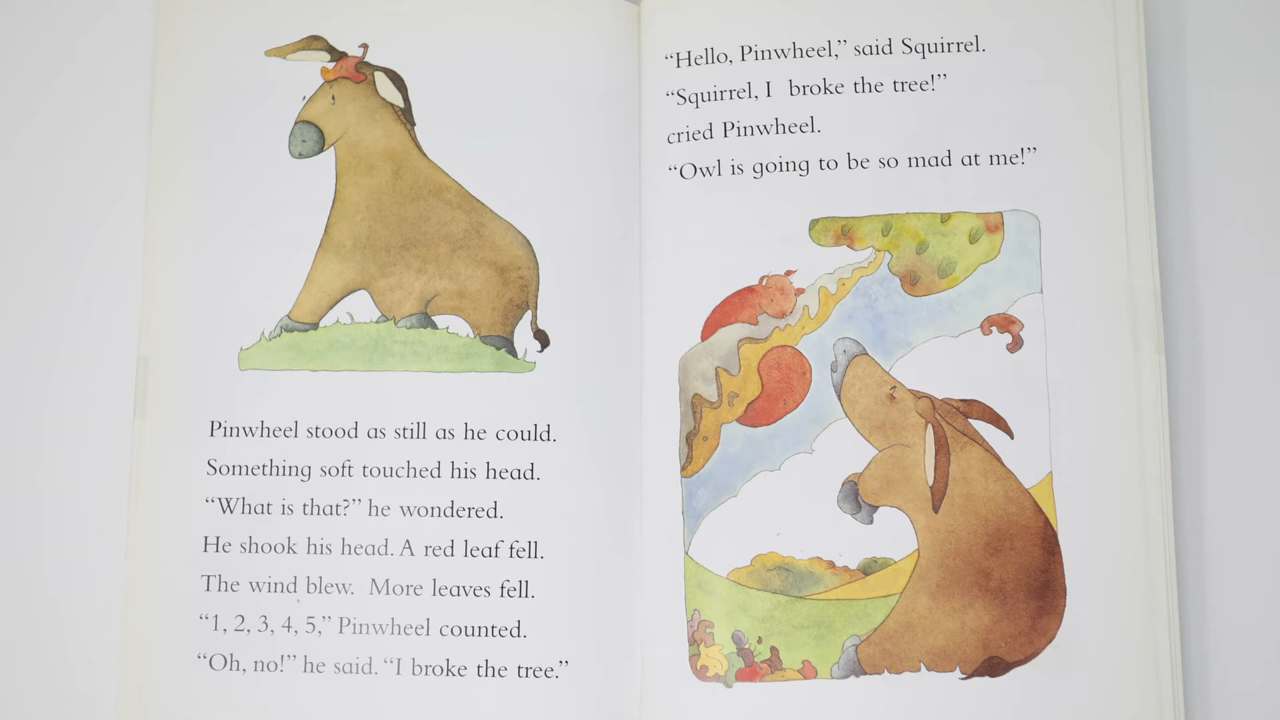 Pinwheel stood as still as he could.
Something soft touched his head.
“What is that?” he wondered.
He shook his head. A red leaf fell.
The wind blew. More leaves fell.
“1, 2, 3, 4, 5,” Pinwheel counted.
“Oh, no!” he said. “I broke the tree.”
“Hello, Pinwheel,” said Squirrel.
“Squirrel, I broke the tree!”
cried Pinwheel.
“Owl is going to be so mad at me!”